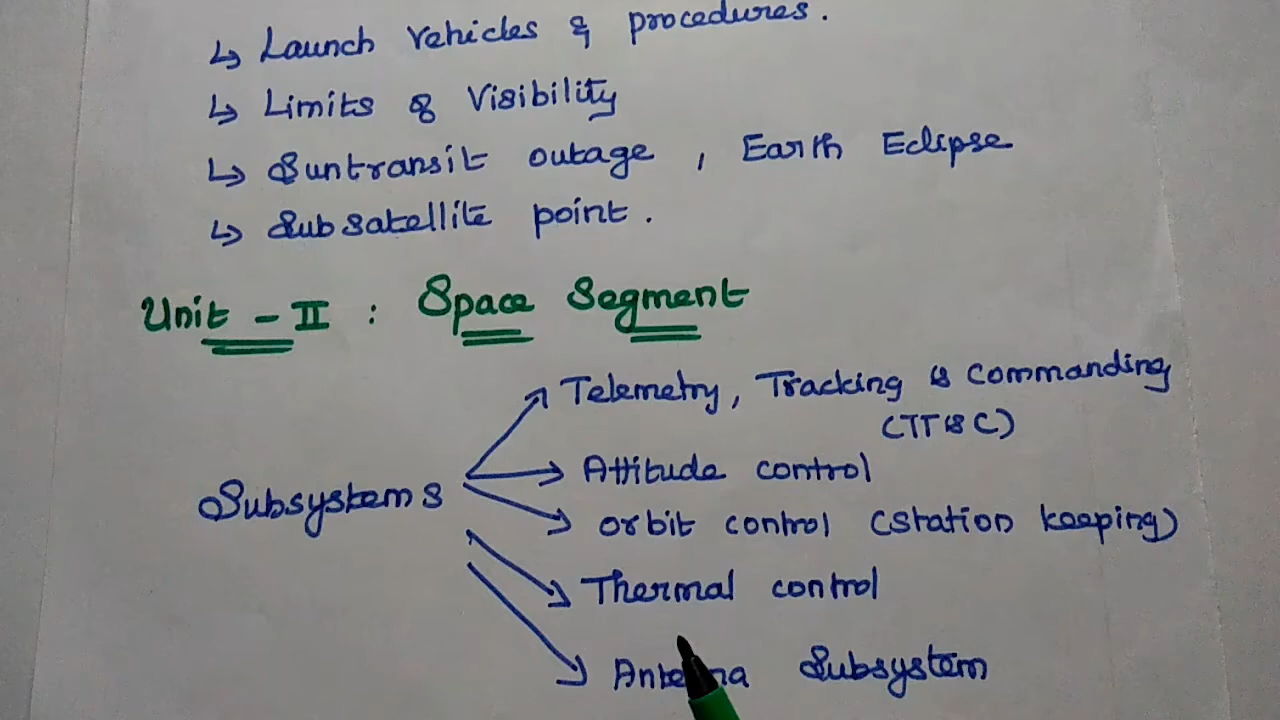 ↳ Launch vehicles & procedures.
↳ Limits & Visibility
↳ Suntransit outage , Earth Eclipse
↳ Subsatellite point.
Unit - II : Space Segment
Telemetry, Tracking & Commanding
(TT&C)
Attitude control
Subsystems
orbit control (station keeping)
Thermal control
Antenna Subsystem